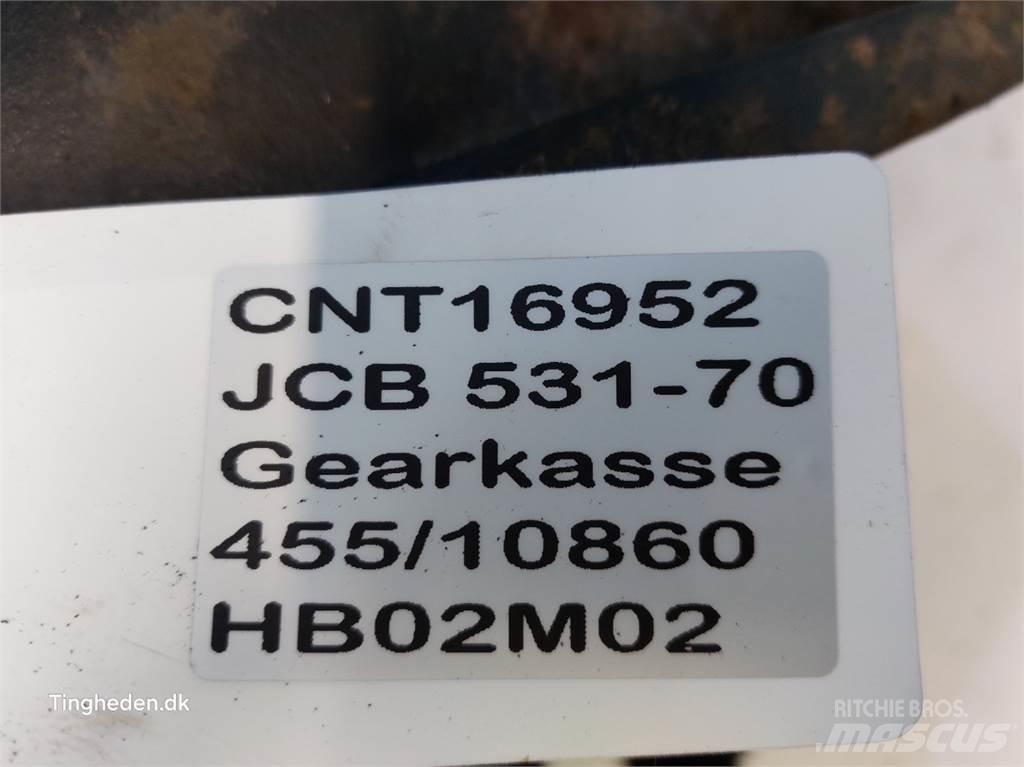 CNT16952
JCB 531-70
Gearkasse
455/10860
HB02M02
Tingheden.dk
RITCHIE BROS.
MASCUS